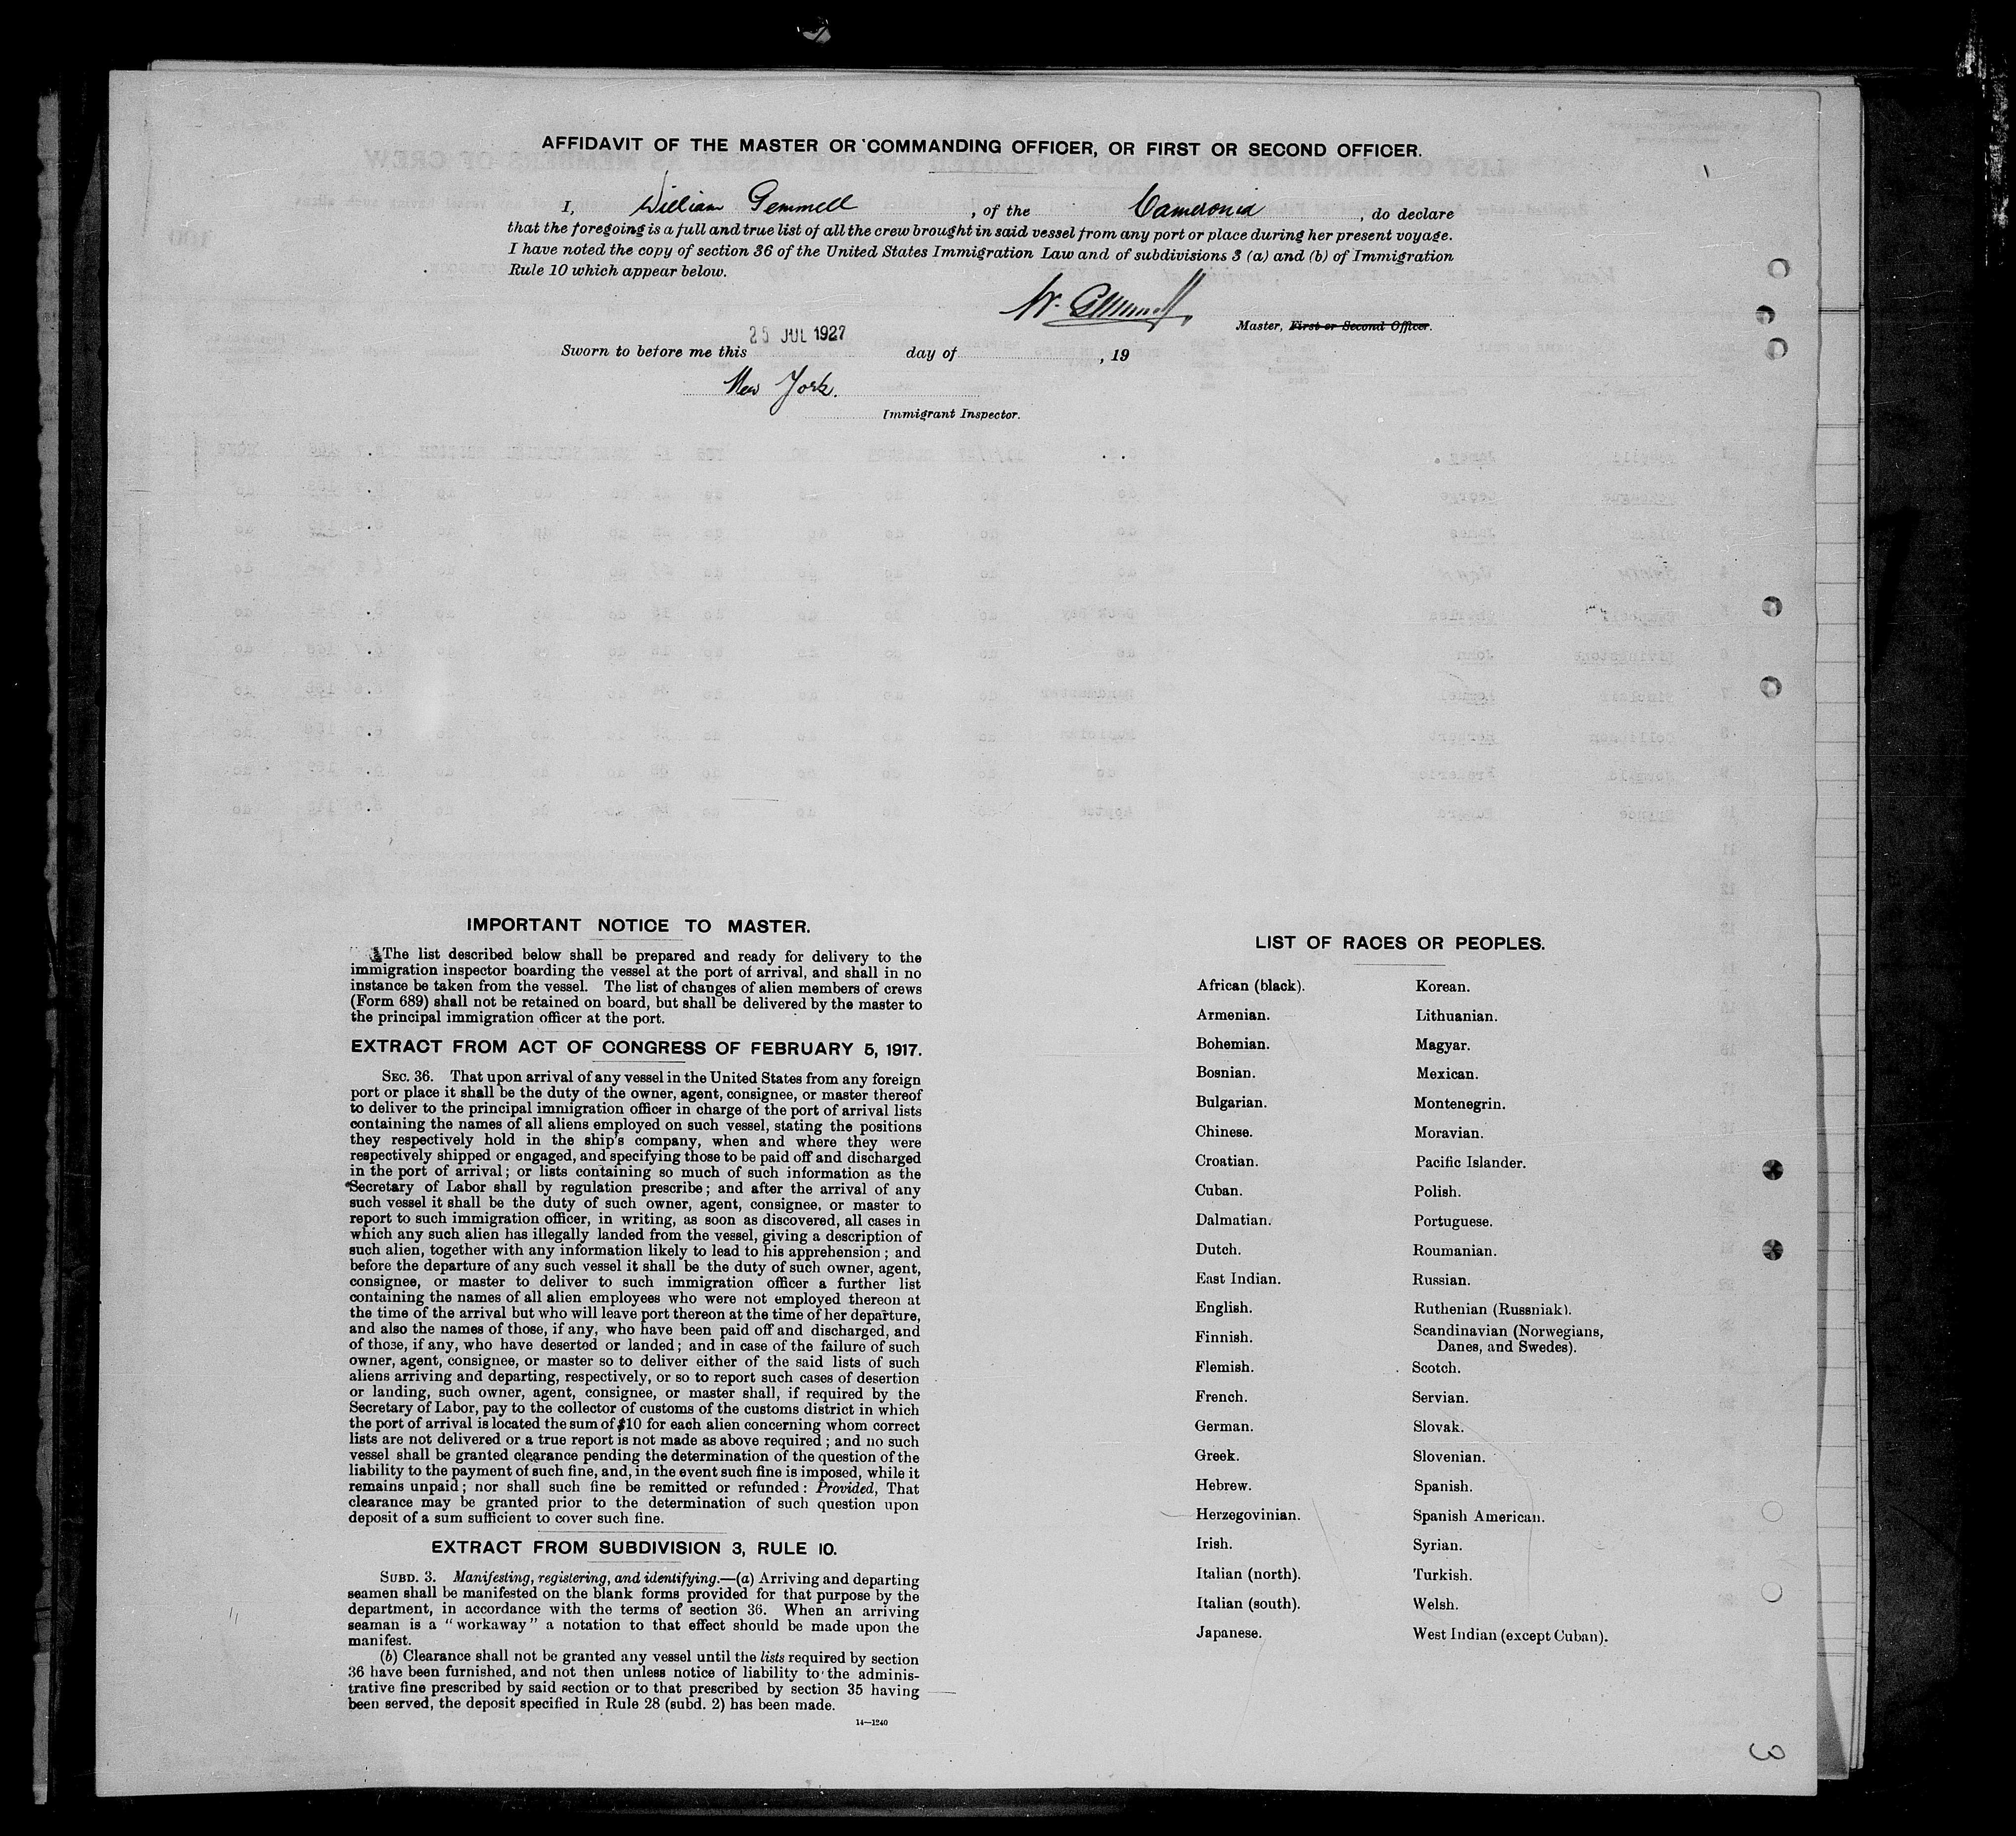 AFFIDAVIT OF THE MASTER OR COMMANDING OFFICER, OR FIRST OR SECOND OFFICER.
I, William Gemmell, of the Cameronia, do declare
that the foregoing is a full and true list of all the crew brought in said vessel from any port or place during her present voyage.
I have noted the copy of section 36 of the United States Immigration Law and of subdivisions 3 (a) and (b) of Immigration
Rule 10 which appear below.
W. Gemmell
Master, First or Second Officer.
25 JUL 1927
Sworn to before me this day of , 19
New York.
Immigrant Inspector.
IMPORTANT NOTICE TO MASTER.
The list described below shall be prepared and ready for delivery to the
immigration inspector boarding the vessel at the port of arrival, and shall in no
instance be taken from the vessel. The list of changes of alien members of crews
(Form 689) shall not be retained on board, but shall be delivered by the master to
the principal immigration officer at the port.
EXTRACT FROM ACT OF CONGRESS OF FEBRUARY 5, 1917.
SEC. 36. That upon arrival of any vessel in the United States from any foreign
port or place it shall be the duty of the owner, agent, consignee, or master thereof
to deliver to the principal immigration officer in charge of the port of arrival lists
containing the names of all aliens employed on such vessel, stating the positions
they respectively hold in the ship's company, when and where they were
respectively shipped or engaged, and specifying those to be paid off and discharged
in the port of arrival; or lists containing so much of such information as the
Secretary of Labor shall by regulation prescribe; and after the arrival of any
such vessel it shall be the duty of such owner, agent, consignee, or master to
report to such immigration officer, in writing, as soon as discovered, all cases in
which any such alien has illegally landed from the vessel, giving a description of
such alien, together with any information likely to lead to his apprehension; and
before the departure of any such vessel it shall be the duty of such owner, agent,
consignee, or master to deliver to such immigration officer a further list
containing the names of all alien employees who were not employed thereon at
the time of the arrival but who will leave port thereon at the time of her departure,
and also the names of those, if any, who have been paid off and discharged, and
of those, if any, who have deserted or landed; and in case of the failure of such
owner, agent, consignee, or master so to deliver either of the said lists of such
aliens arriving and departing, respectively, or so to report such cases of desertion
or landing, such owner, agent, consignee, or master shall, if required by the
Secretary of Labor, pay to the collector of customs of the customs district in which
the port of arrival is located the sum of $10 for each alien concerning whom correct
lists are not delivered or a true report is not made as above required; and no such
vessel shall be granted clearance pending the determination of the question of the
liability to the payment of such fine, and, in the event such fine is imposed, while it
remains unpaid; nor shall such fine be remitted or refunded: Provided, That
clearance may be granted prior to the determination of such question upon
deposit of a sum sufficient to cover such fine.
EXTRACT FROM SUBDIVISION 3, RULE 10.
SUBD. 3. Manifesting, registering, and identifying.—(a) Arriving and departing
seamen shall be manifested on the blank forms provided for that purpose by the
department, in accordance with the terms of section 36. When an arriving
seaman is a "workaway" a notation to that effect should be made upon the
manifest.
(b) Clearance shall not be granted any vessel until the lists required by section
36 have been furnished, and not then unless notice of liability to the adminis-
trative fine prescribed by said section or to that prescribed by section 35 having
been served, the deposit specified in Rule 28 (subd. 2) has been made.
14—1240
LIST OF RACES OR PEOPLES.
African (black).
Armenian.
Bohemian.
Bosnian.
Bulgarian.
Chinese.
Croatian.
Cuban.
Dalmatian.
Dutch.
East Indian.
English.
Finnish.
Flemish.
French.
German.
Greek.
Hebrew.
Herzegovinian.
Irish.
Italian (north).
Italian (south).
Japanese.
Korean.
Lithuanian.
Magyar.
Mexican.
Montenegrin.
Moravian.
Pacific Islander.
Polish.
Portuguese.
Roumanian.
Russian.
Ruthenian (Russniak).
Scandinavian (Norwegians,
Danes, and Swedes).
Scotch.
Servian.
Slovak.
Slovenian.
Spanish.
Spanish American.
Syrian.
Turkish.
Welsh.
West Indian (except Cuban).
3